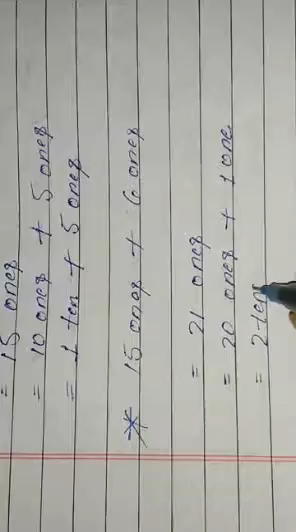 = 15 ones
= 10 ones + 5 ones
= 1 ten + 5 ones
* 15 ones + 6 ones
= 21 ones
= 20 ones + 1 one
= 2 ten